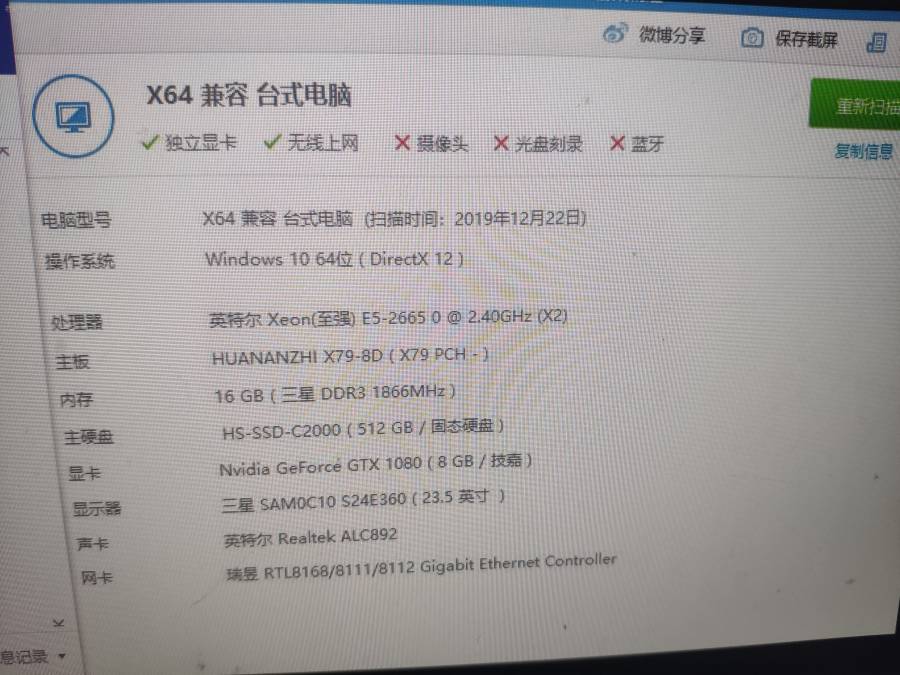 微博分享 保存截屏
X64 兼容 台式电脑
重新扫描
独立显卡 无线上网 摄像头 光盘刻录 蓝牙
复制信息
电脑型号 X64 兼容 台式电脑 (扫描时间: 2019年12月22日)
操作系统 Windows 10 64位 ( DirectX 12 )
处理器 英特尔 Xeon(至强) E5-2665 0 @ 2.40GHz (X2)
主板 HUANANZHI X79-8D ( X79 PCH - )
内存 16 GB ( 三星 DDR3 1866MHz )
主硬盘 HS-SSD-C2000 ( 512 GB / 固态硬盘 )
显卡 Nvidia GeForce GTX 1080 ( 8 GB / 技嘉 )
显示器 三星 SAM0C10 S24E360 ( 23.5 英寸 )
声卡 英特尔 Realtek ALC892
网卡 瑞昱 RTL8168/8111/8112 Gigabit Ethernet Controller
息记录